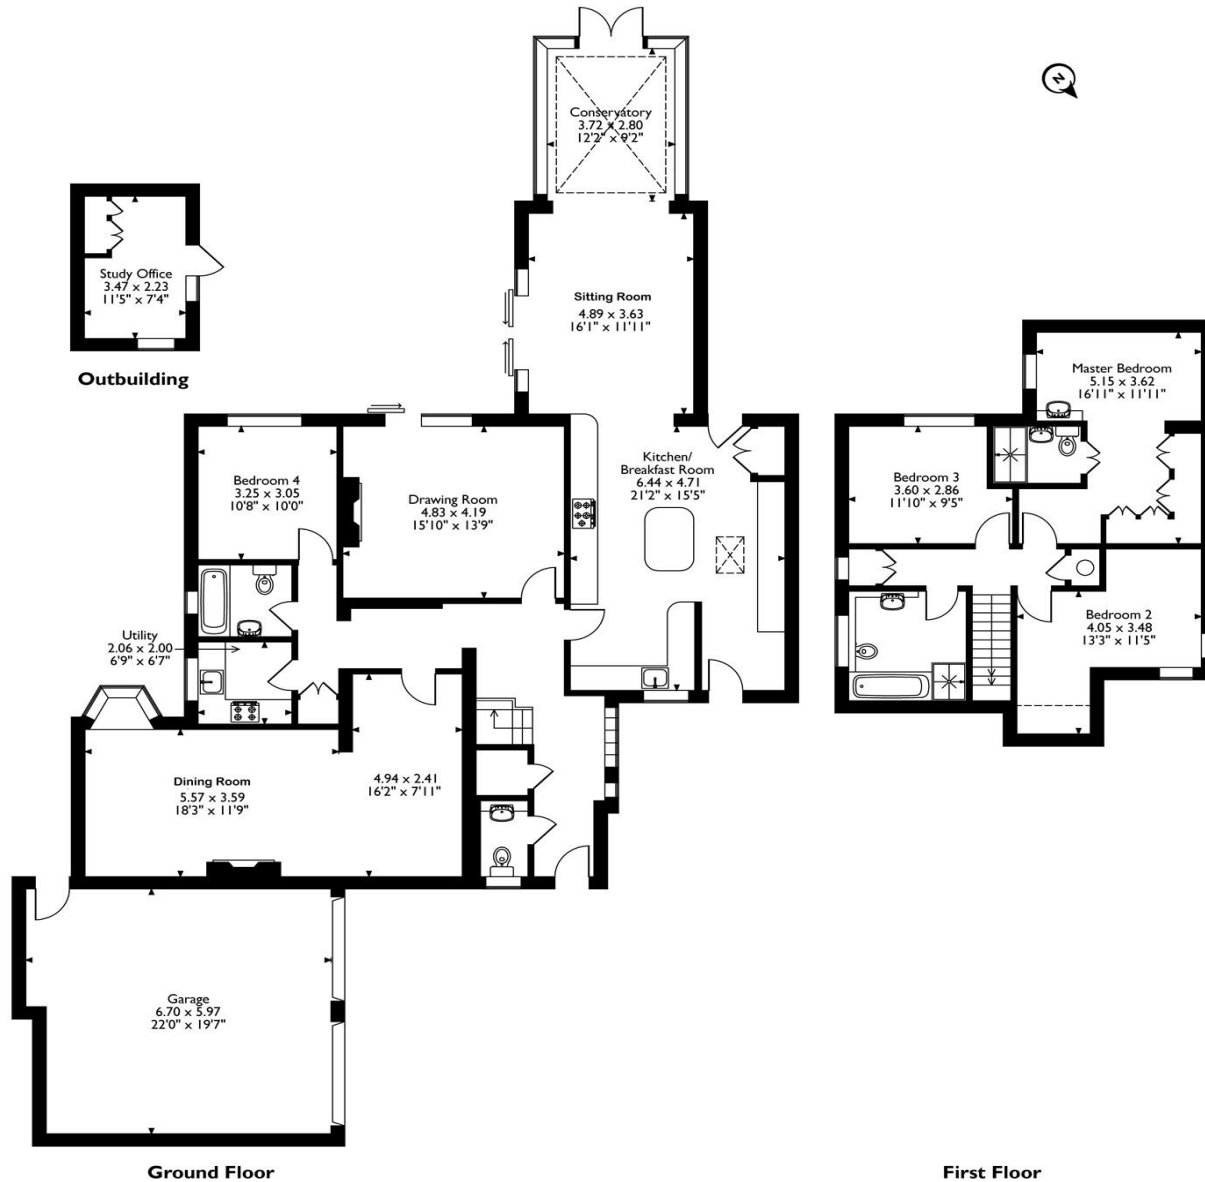 N
Conservatory
3.72 x 2.80
12'2" x 9'2"
Study Office
3.47 x 2.23
11'5" x 7'4"
Outbuilding
Sitting Room
4.89 x 3.63
16'1" x 11'11"
Master Bedroom
5.15 x 3.62
16'11" x 11'11"
Bedroom 4
3.25 x 3.05
10'8" x 10'0"
Drawing Room
4.83 x 4.19
15'10" x 13'9"
Kitchen/
Breakfast Room
6.44 x 4.71
21'2" x 15'5"
Bedroom 3
3.60 x 2.86
11'10" x 9'5"
Utility
2.06 x 2.00
6'9" x 6'7"
Bedroom 2
4.05 x 3.48
13'3" x 11'5"
Dining Room
5.57 x 3.59
18'3" x 11'9"
4.94 x 2.41
16'2" x 7'11"
Garage
6.70 x 5.97
22'0" x 19'7"
Ground Floor
First Floor